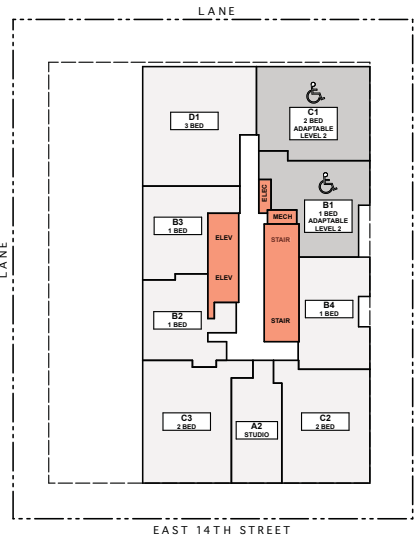 LANE
D1
3 BED
C1
2 BED
ADAPTABLE
LEVEL 2
ELEC
B1
1 BED
ADAPTABLE
LEVEL 2
MECH
B3
1 BED
ELEV
STAIR
LANE
ELEV
B4
1 BED
B2
1 BED
STAIR
C3
2 BED
A2
STUDIO
C2
2 BED
EAST 14TH STREET